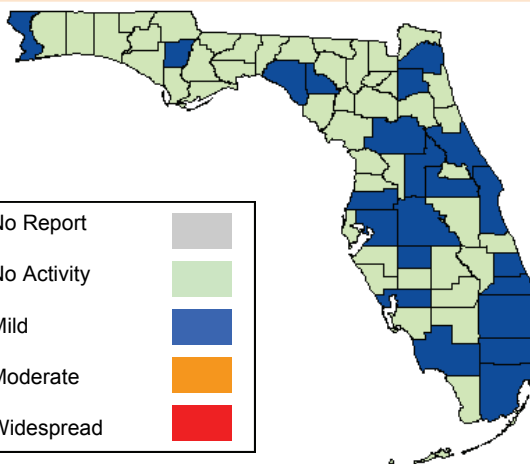 No Report
No Activity
Mild
Moderate
Widespread